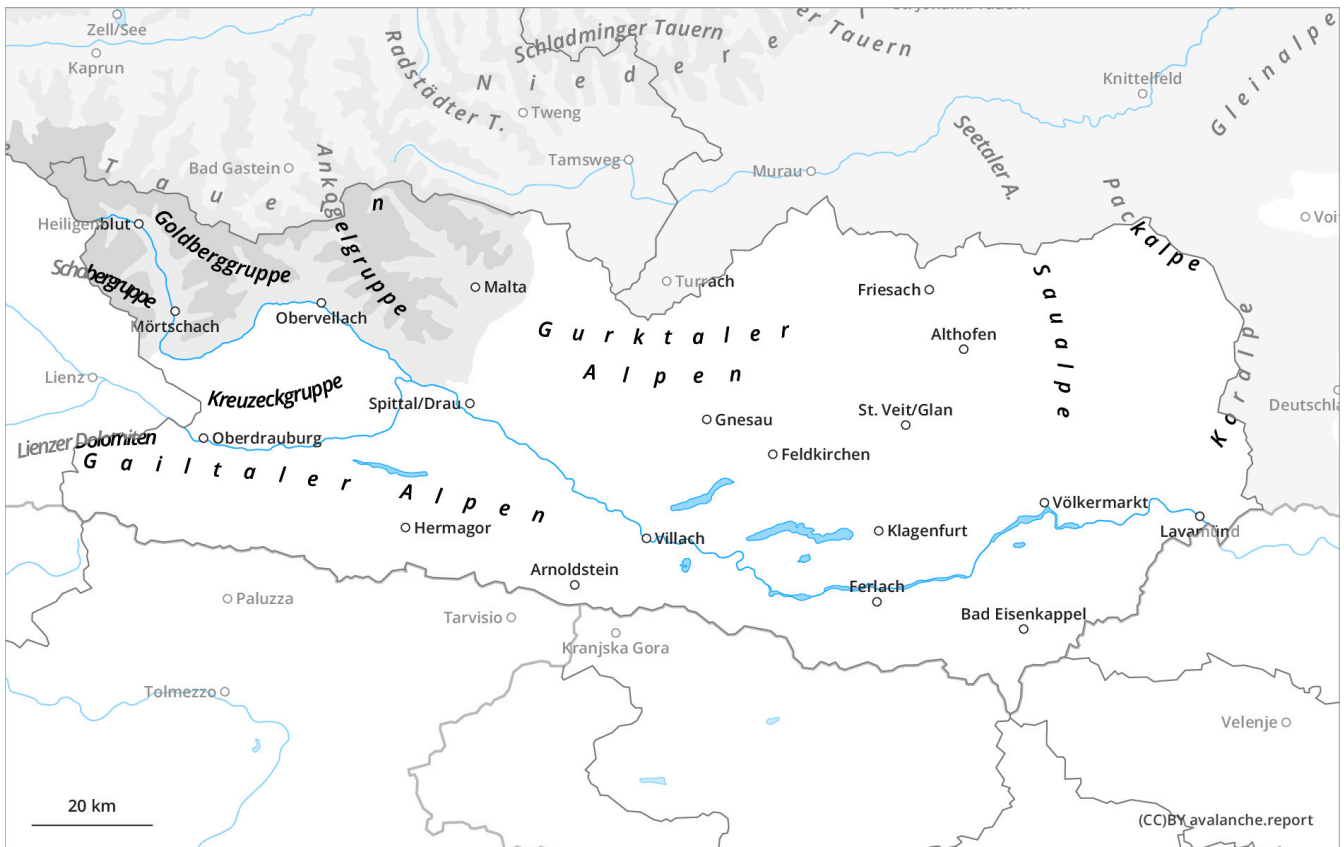 Zell/See
Kaprun
Schladminger Tauern
Niedere Tauern
Radstädter T.
Tweng
Knittelfeld
Gleinalpe
Seetaler A.
Tamsweg
Murau
Bad Gastein
Tauern
Ankogelgruppe
Packalpe
Heiligenblut
Goldberggruppe
Schobergruppe
Mörtschach
Obervellach
Malta
Turrach
Friesach
Saualpe
Gurktaler
Alpen
Althofen
Koralpe
Lienz
Kreuzeckgruppe
Spittal/Drau
Gnesau
St. Veit/Glan
Lienzer Dolomiten
Oberdrauburg
Feldkirchen
Gailtaler Alpen
Hermagor
Villach
Klagenfurt
Völkermarkt
Lavamünd
Arnoldstein
Ferlach
Bad Eisenkappel
Paluzza
Tarvisio
Kranjska Gora
Tolmezzo
Velenje
20 km
(CC)BY avalanche.report